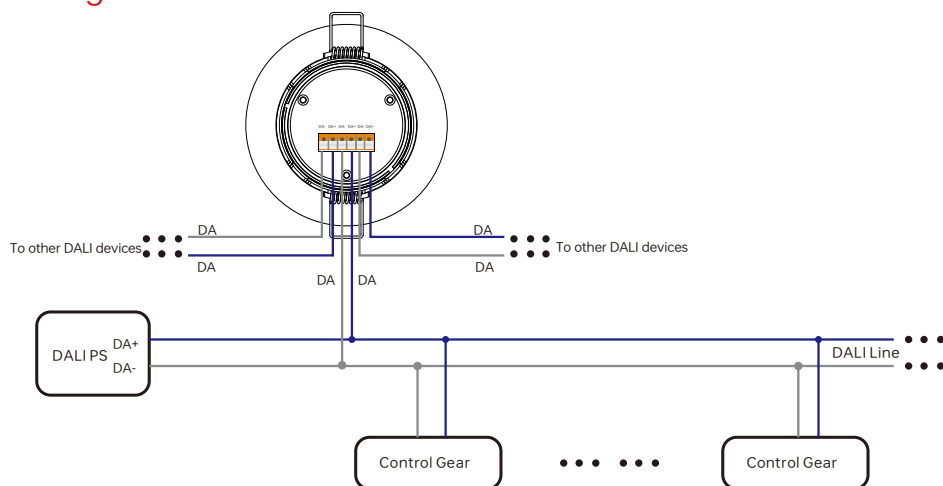 DA- DA+ DA- DA+ DA- DA+
DA
DA
To other DALI devices
To other DALI devices
DA
DA
DA
DA
DA+
DALI PS
DA-
DALI Line
Control Gear
Control Gear